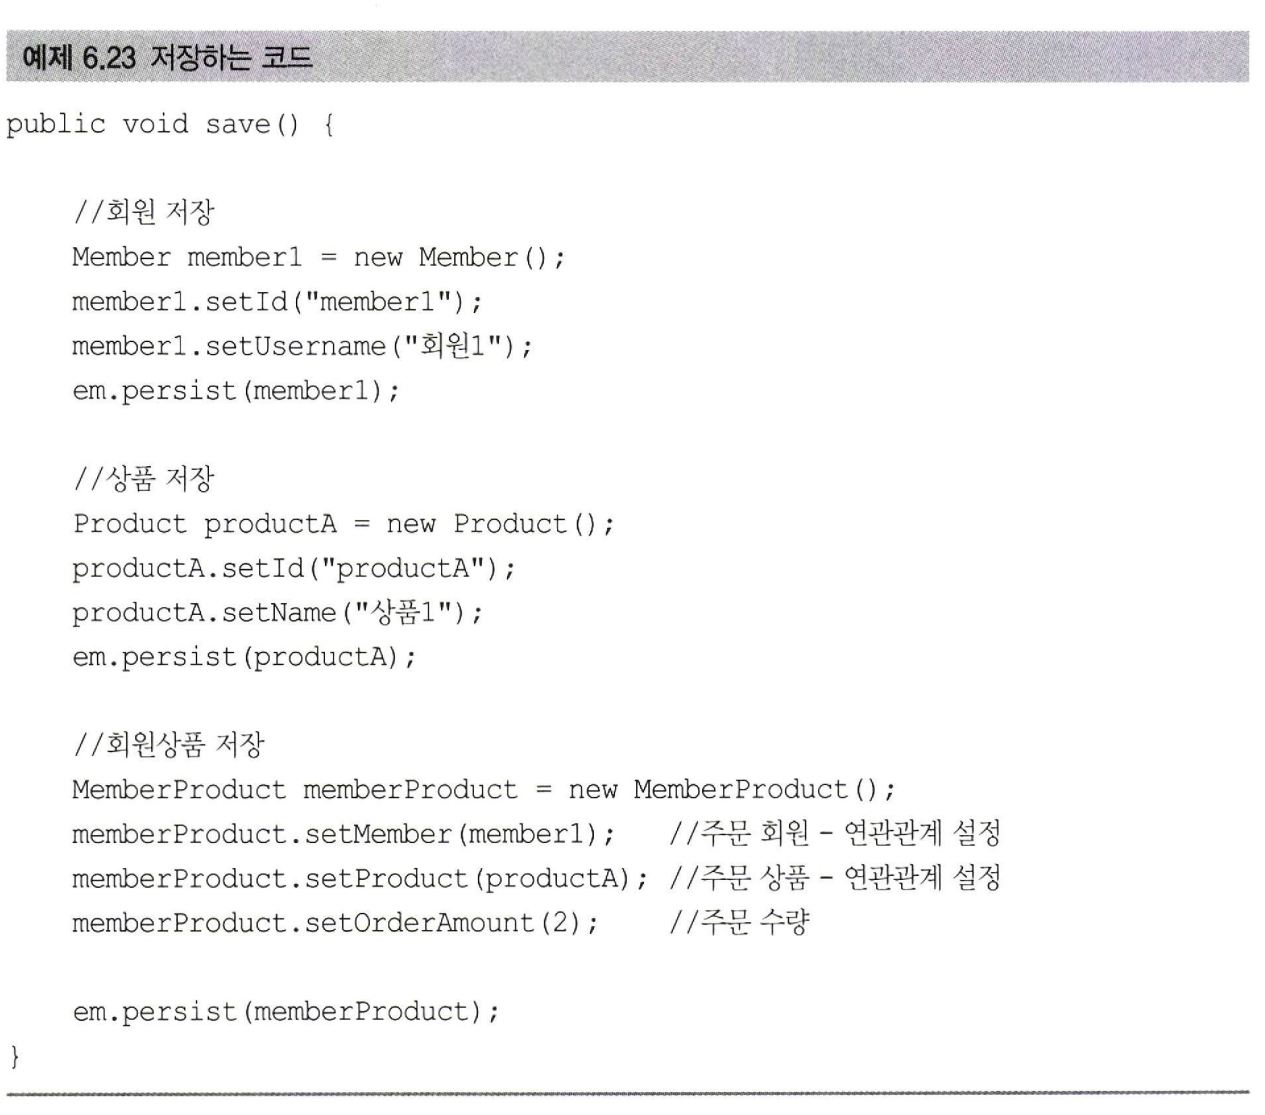 예제 6.23 저장하는 코드
public void save() {
//회원 저장
Member member1 = new Member();
member1.setId("member1");
member1.setUsername("회원1");
em.persist(member1);
//상품 저장
Product productA = new Product();
productA.setId("productA");
productA.setName("상품1");
em.persist(productA);
//회원상품 저장
MemberProduct memberProduct = new MemberProduct();
memberProduct.setMember(member1); //주문 회원 - 연관관계 설정
memberProduct.setProduct(productA); //주문 상품 - 연관관계 설정
memberProduct.setOrderAmount(2); //주문 수량
em.persist(memberProduct);
}